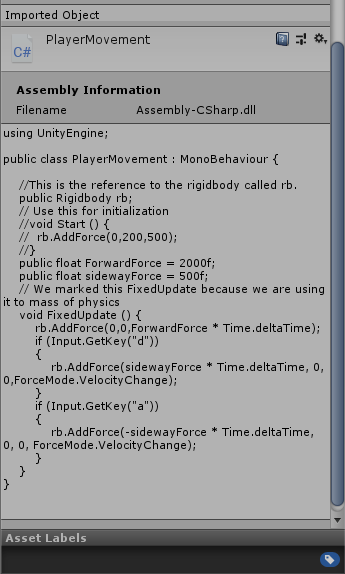 Imported Object
PlayerMovement
C#
Assembly Information
Filename Assembly-CSharp.dll
using UnityEngine;
public class PlayerMovement : MonoBehaviour {
//This is the reference to the rigidbody called rb.
public Rigidbody rb;
// Use this for initialization
//void Start () {
// rb.AddForce(0,200,500);
//}
public float ForwardForce = 2000f;
public float sidewayForce = 500f;
// We marked this FixedUpdate because we are using
it to mass of physics
void FixedUpdate () {
rb.AddForce(0,0,ForwardForce * Time.deltaTime);
if (Input.GetKey("d"))
{
rb.AddForce(sidewayForce * Time.deltaTime, 0,
0,ForceMode.VelocityChange);
}
if (Input.GetKey("a"))
{
rb.AddForce(-sidewayForce * Time.deltaTime,
0, 0, ForceMode.VelocityChange);
}
}
}
Asset Labels